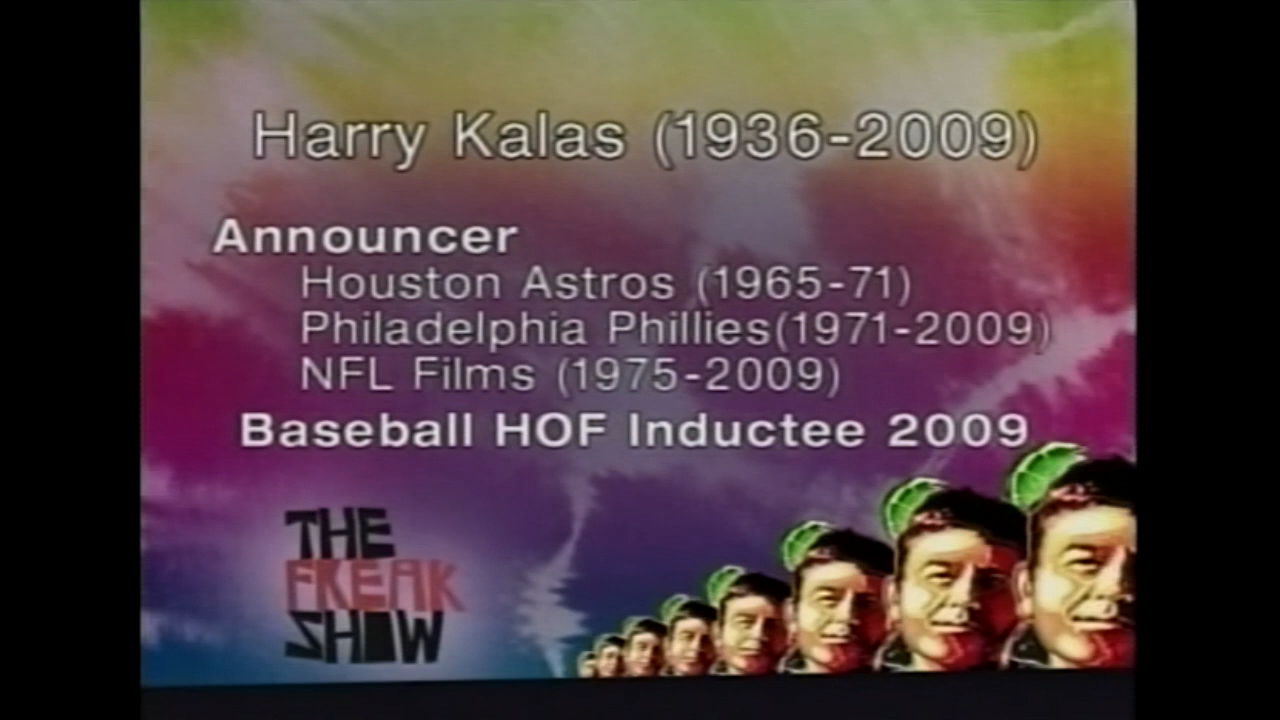 Harry Kalas (1936-2009)
Announcer
Houston Astros (1965-71)
Philadelphia Phillies(1971-2009)
NFL Films (1975-2009)
Baseball HOF Inductee 2009
THE
FREAK
SHOW